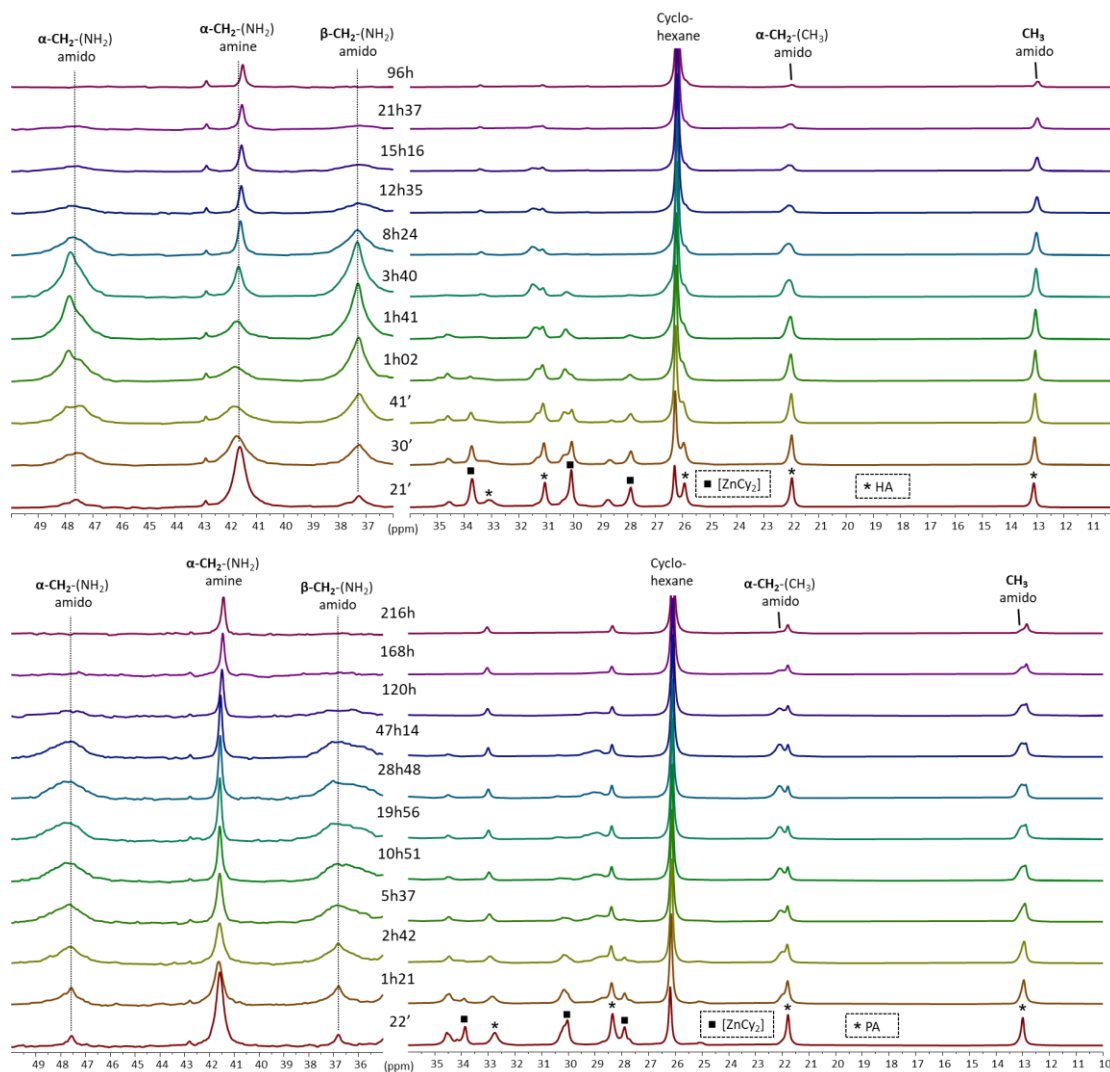 α-CH₂-(NH₂)
amido
α-CH₂-(NH₂)
amine
β-CH₂-(NH₂)
amido
Cyclo-
hexane
α-CH₂-(CH₃)
amido
CH₃
amido
96h
21h37
15h16
12h35
8h24
3h40
1h41
1h02
41’
30’
21’
■ [ZnCy₂]
* HA
49 48 47 46 45 44 43 42 41 40 39 38 37 (ppm) 35 34 33 32 31 30 29 28 27 26 25 24 23 22 21 20 19 18 17 16 15 14 13 12 11
α-CH₂-(NH₂)
amido
α-CH₂-(NH₂)
amine
β-CH₂-(NH₂)
amido
Cyclo-
hexane
α-CH₂-(CH₃)
amido
CH₃
amido
216h
168h
120h
47h14
28h48
19h56
10h51
5h37
2h42
1h21
22’
■ [ZnCy₂]
* PA
49 48 47 46 45 44 43 42 41 40 39 38 37 36 (ppm) 35 34 33 32 31 30 29 28 27 26 25 24 23 22 21 20 19 18 17 16 15 14 13 12 11 10